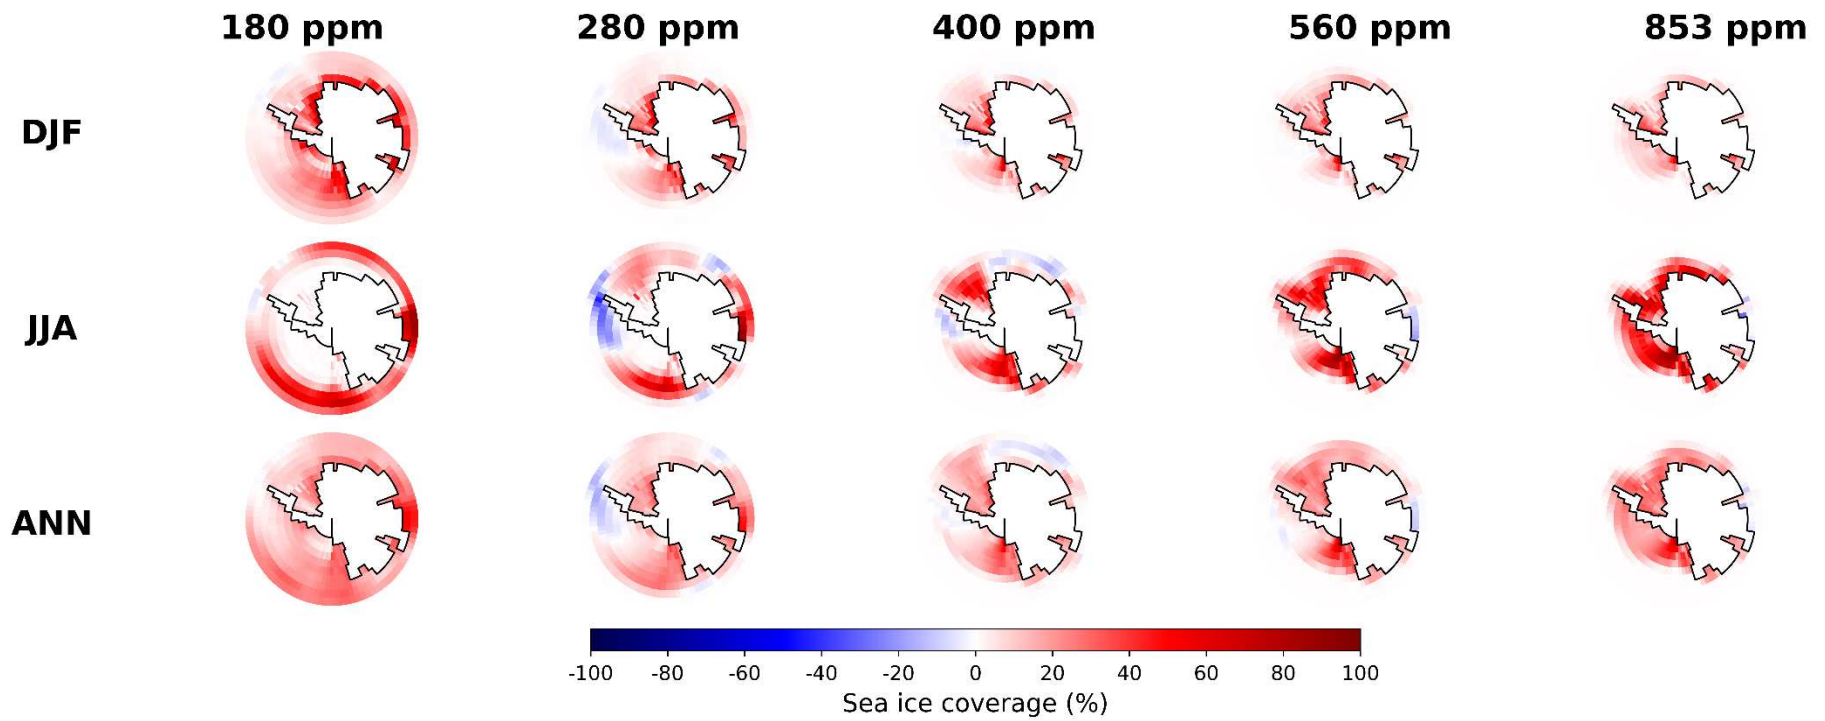 180 ppm 280 ppm 400 ppm 560 ppm 853 ppm
DJF
JJA
ANN
-100 -80 -60 -40 -20 0 20 40 60 80 100
Sea ice coverage (%)